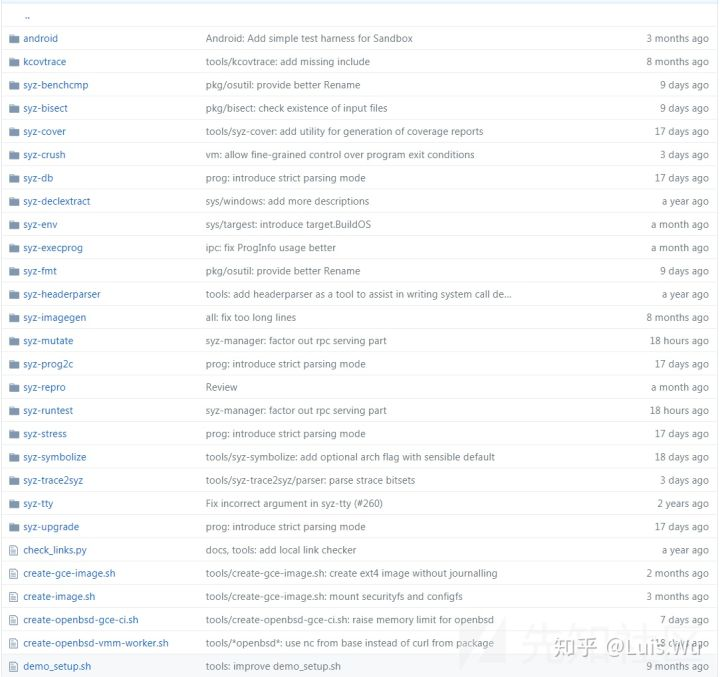 ..
android Android: Add simple test harness for Sandbox 3 months ago
kcovtrace tools/kcovtrace: add missing include 8 months ago
syz-benchcmp pkg/osutil: provide better Rename 9 days ago
syz-bisect pkg/bisect: check existence of input files 9 days ago
syz-cover tools/syz-cover: add utility for generation of coverage reports 17 days ago
syz-crush vm: allow fine-grained control over program exit conditions 3 days ago
syz-db prog: introduce strict parsing mode 17 days ago
syz-declextract sys/windows: add more descriptions a year ago
syz-env sys/targest: introduce target.BuildOS a month ago
syz-execprog ipc: fix ProgInfo usage better a month ago
syz-fmt pkg/osutil: provide better Rename 9 days ago
syz-headerparser tools: add headerparser as a tool to assist in writing system call de... a year ago
syz-imagegen all: fix too long lines 8 months ago
syz-mutate syz-manager: factor out rpc serving part 18 hours ago
syz-prog2c prog: introduce strict parsing mode 17 days ago
syz-repro Review a month ago
syz-runtest syz-manager: factor out rpc serving part 18 hours ago
syz-stress prog: introduce strict parsing mode 17 days ago
syz-symbolize tools/syz-symbolize: add optional arch flag with sensible default 18 days ago
syz-trace2syz tools/syz-trace2syz/parser: parse strace bitsets 3 days ago
syz-tty Fix incorrect argument in syz-tty (#260) 2 years ago
syz-upgrade prog: introduce strict parsing mode 17 days ago
check_links.py docs, tools: add local link checker a year ago
create-gce-image.sh tools/create-gce-image.sh: create ext4 image without journalling 2 months ago
create-image.sh tools/create-image.sh: mount securityfs and configfs 3 months ago
create-openbsd-gce-ci.sh tools/create-openbsd-gce-ci.sh: raise memory limit for openbsd 7 days ago
create-openbsd-vmm-worker.sh tools/*openbsd*: use nc from base instead of curl from package days ago
知乎 @Luis.wu
先知社区
demo_setup.sh tools: improve demo_setup.sh 9 months ago